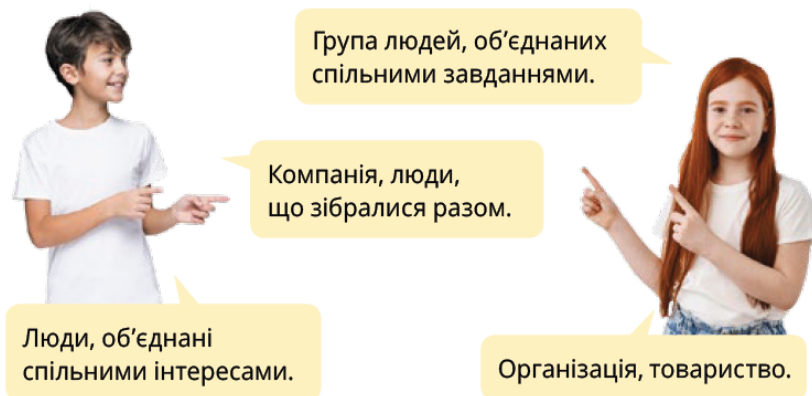 Група людей, об’єднаних
спільними завданнями.
Компанія, люди,
що зібралися разом.
Люди, об’єднані
спільними інтересами.
Організація, товариство.